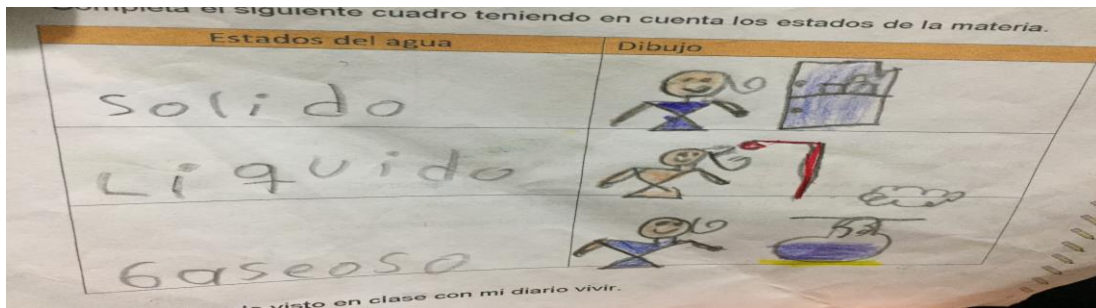 Completa el siguiente cuadro teniendo en cuenta los estados de la materia.
Estados del agua Dibujo
solido
Liquido
Gaseoso
lo visto en clase con mi diario vivir.